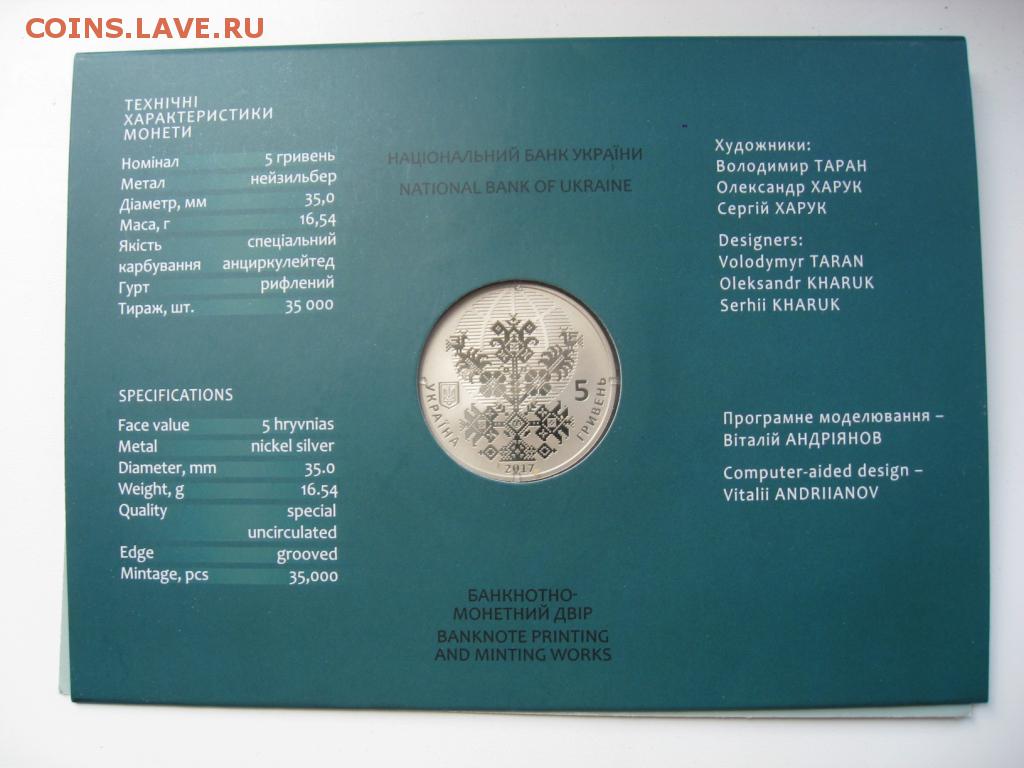 COINS.LAVE.RU
ТЕХНІЧНІ
ХАРАКТЕРИСТИКИ
МОНЕТИ
Номінал 5 гривень
Метал нейзильбер
Діаметр, мм 35,0
Маса, г 16,54
Якість спеціальний
карбування анциркулейтед
Гурт рифлений
Тираж, шт. 35 000
SPECIFICATIONS
Face value 5 hryvnias
Metal nickel silver
Diameter, mm 35.0
Weight, g 16.54
Quality special
uncirculated
Edge grooved
Mintage, pcs 35,000
НАЦІОНАЛЬНИЙ БАНК УКРАЇНИ
NATIONAL BANK OF UKRAINE
УКРАЇНА
5
ГРИВЕНЬ
2017
БАНКНОТНО-
МОНЕТНИЙ ДВІР
BANKNOTE PRINTING
AND MINTING WORKS
Художники:
Володимир ТАРАН
Олександр ХАРУК
Сергій ХАРУК
Designers:
Volodymyr TARAN
Oleksandr KHARUK
Serhii KHARUK
Програмне моделювання –
Віталій АНДРІЯНОВ
Computer-aided design –
Vitalii ANDRIIANOV